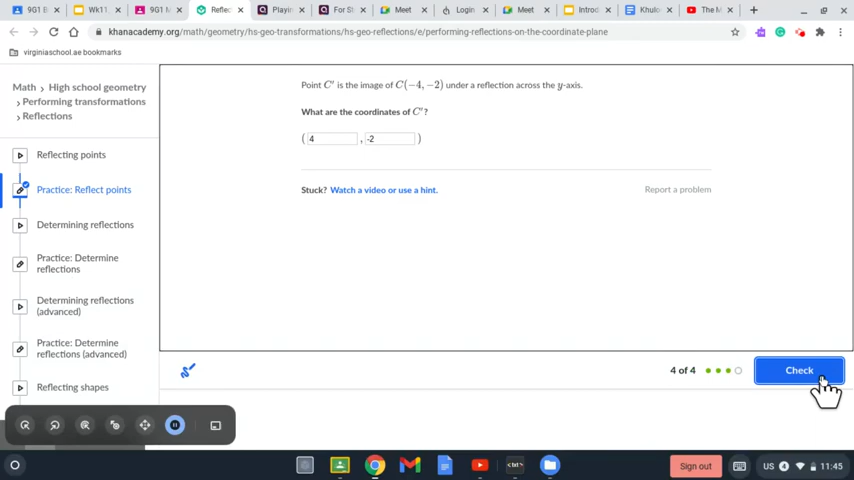 9G1 B
Wk11
9G1 M
Reflec
Playin
For St
Meet
Login
Meet
Introd
Khulo
The M
khanacademy.org/math/geometry/hs-geo-transformations/hs-geo-reflections/e/performing-reflections-on-the-coordinate-plane
virginiaschool.ae bookmarks
Math > High school geometry
> Performing transformations
> Reflections
Reflecting points
Practice: Reflect points
Determining reflections
Practice: Determine
reflections
Determining reflections
(advanced)
Practice: Determine
reflections (advanced)
Reflecting shapes
Point C′ is the image of C(−4, −2) under a reflection across the y-axis.
What are the coordinates of C′?
( 4 , -2 )
Stuck? Watch a video or use a hint.
Report a problem
4 of 4
Check
Sign out
US 4 11:45